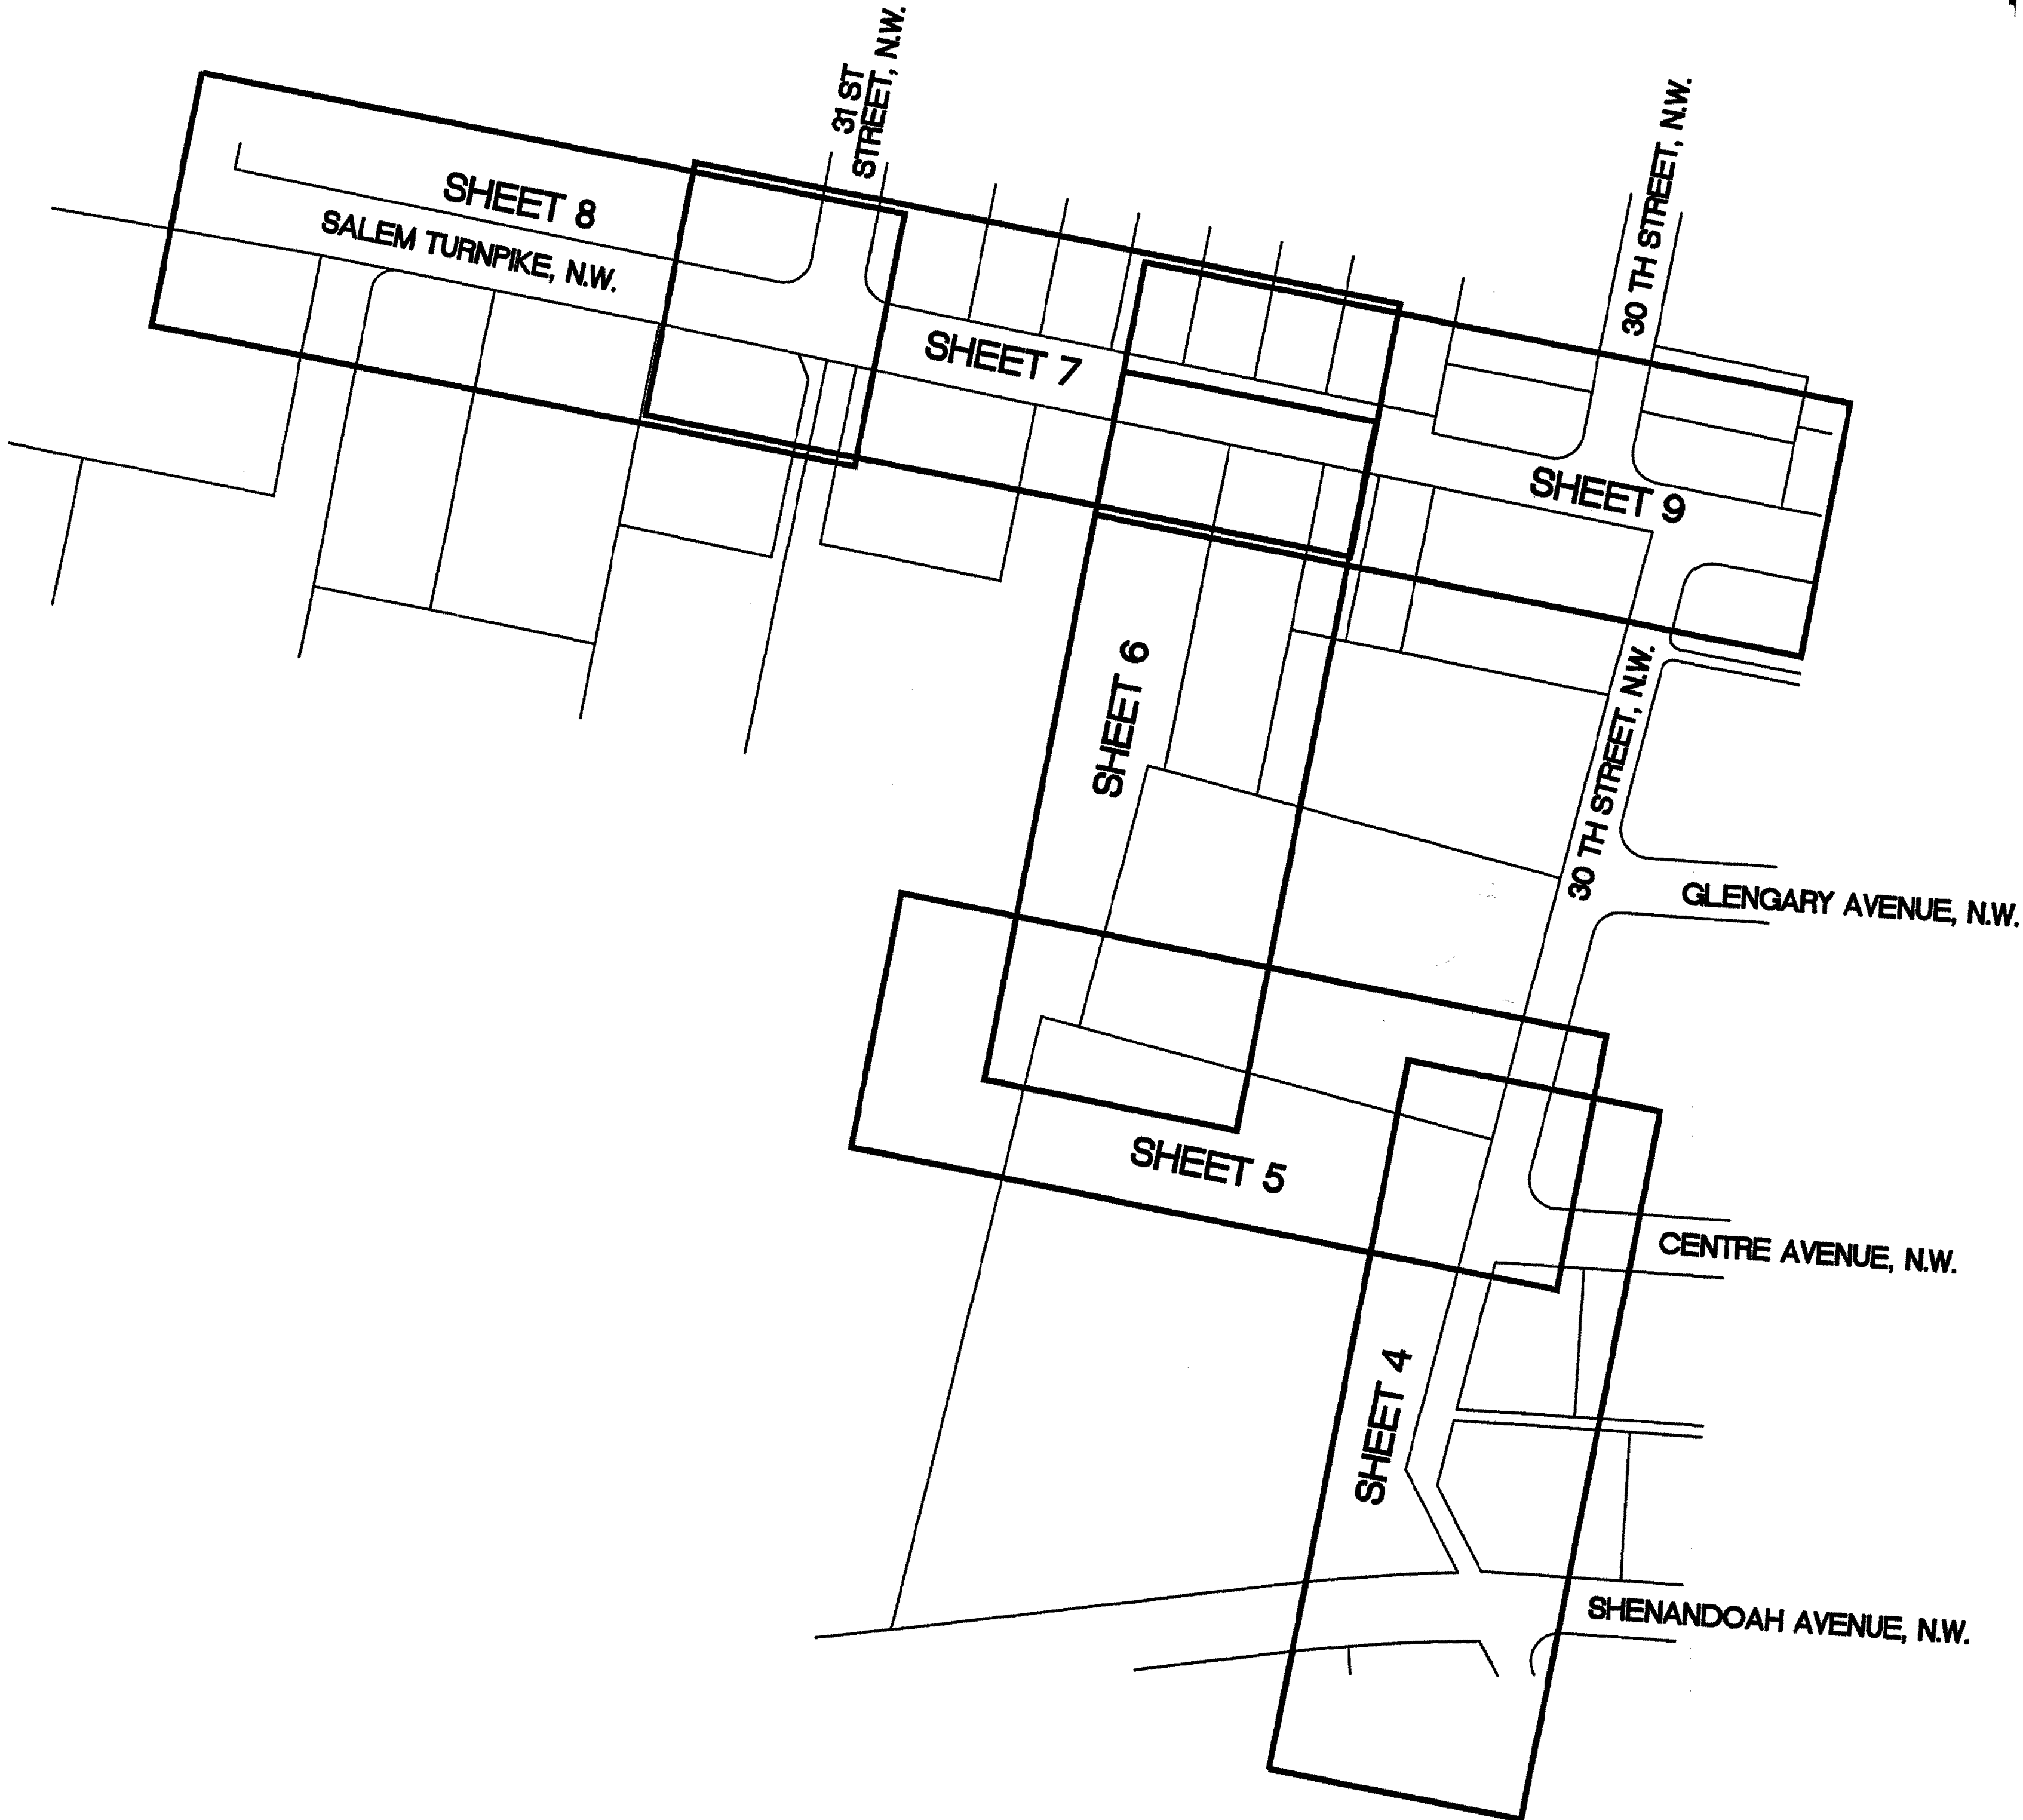 31 ST
STREET, N.W.
30 TH STREET, N.W.
SHEET 8
SALEM TURNPIKE, N.W.
SHEET 7
SHEET 9
SHEET 6
30 TH STREET, N.W.
GLENGARY AVENUE, N.W.
SHEET 5
CENTRE AVENUE, N.W.
SHEET 4
SHENANDOAH AVENUE, N.W.